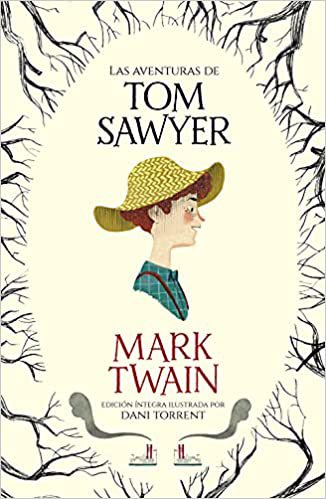 LAS AVENTURAS DE
TOM
SAWYER
MARK
TWAIN
EDICIÓN ÍNTEGRA ILUSTRADA POR
DANI TORRENT